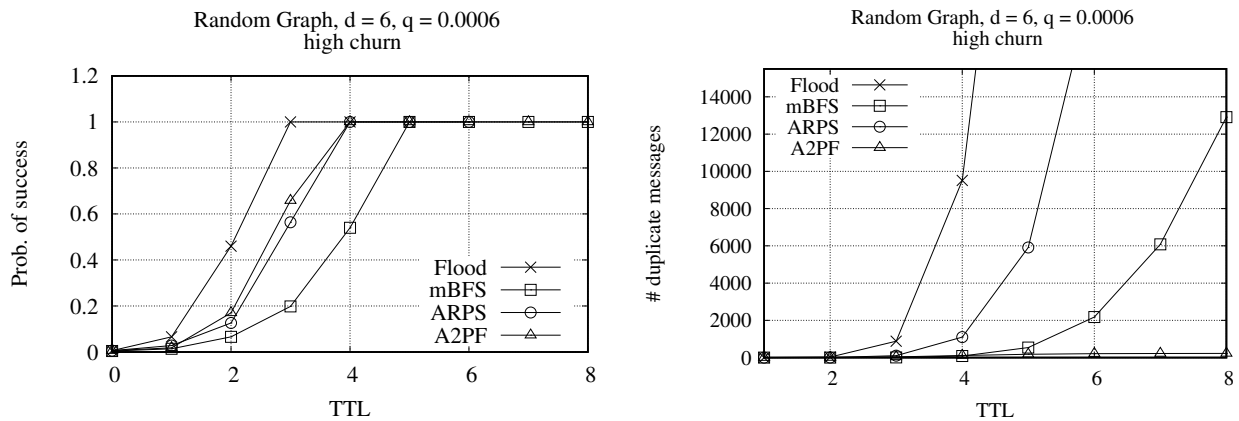 Random Graph, d = 6, q = 0.0006
high churn
1.2
1
0.8
0.6
0.4
0.2
0
Prob. of success
Flood
mBFS
ARPS
A2PF
0 2 4 6 8
TTL
Random Graph, d = 6, q = 0.0006
high churn
14000
12000
10000
8000
6000
4000
2000
0
# duplicate messages
Flood
mBFS
ARPS
A2PF
2 4 6 8
TTL